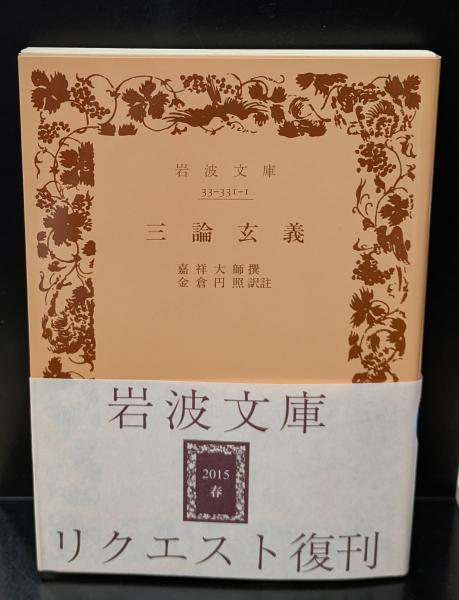 岩波文庫
33-331-1
三論玄義
嘉祥大師撰
金倉円照訳註
岩波文庫
2015
春
リクエスト復刊